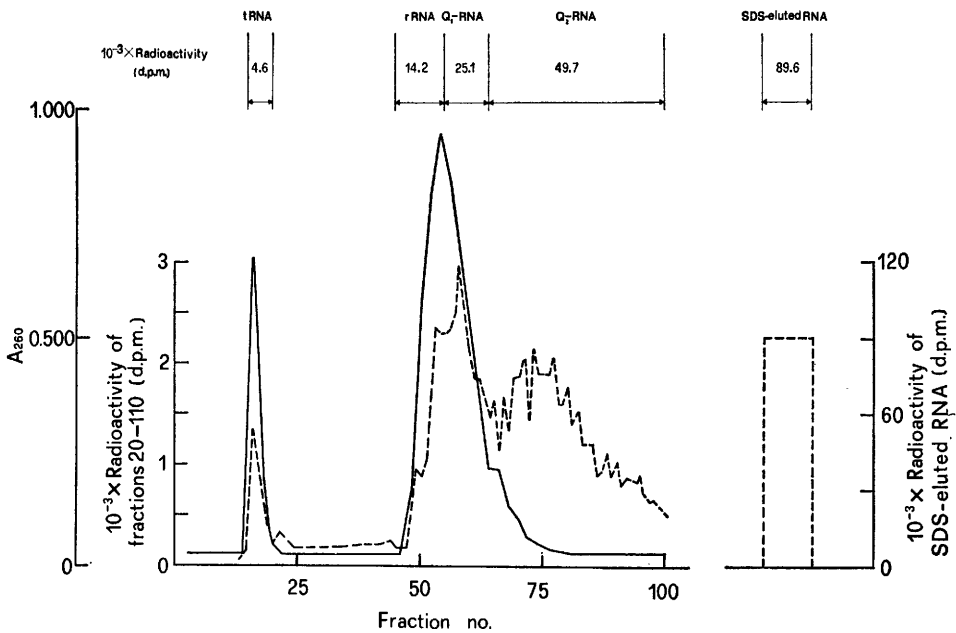 tRNA rRNA Q₁-RNA Q₂-RNA SDS-eluted RNA
10⁻³×Radioactivity
(d.p.m.)
4.6 14.2 25.1 49.7 89.6
1.000
0.500
0
A₂₆₀
3
2
1
0
10⁻³×Radioactivity of
fractions 20-110 (d.p.m.)
120
60
0
10⁻³× Radioactivity of
SDS-eluted RNA (d.p.m.)
25 50 75 100
Fraction no.